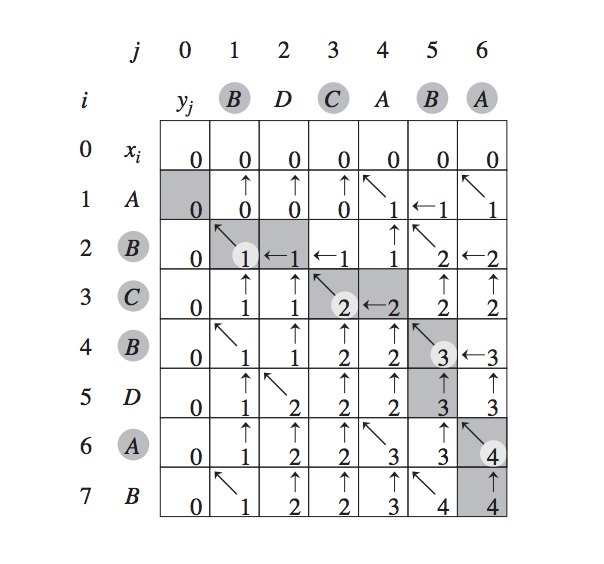 j 0 1 2 3 4 5 6
i yj B D C A B A
0 xi 0 0 0 0 0 0 0
1 A 0 ↑0 ↑0 ↑0 ↖1 ←1 ↖1
2 B 0 ↖1 ←1 ←1 ↑1 ↖2 ←2
3 C 0 ↑1 ↑1 ↖2 ←2 ↑2 ↑2
4 B 0 ↖1 ↑1 ↑2 ↑2 ↖3 ←3
5 D 0 ↑1 ↖2 ↑2 ↑2 ↑3 ↑3
6 A 0 ↑1 ↑2 ↑2 ↖3 ↑3 ↖4
7 B 0 ↖1 ↑2 ↑2 ↑3 ↖4 ↑4